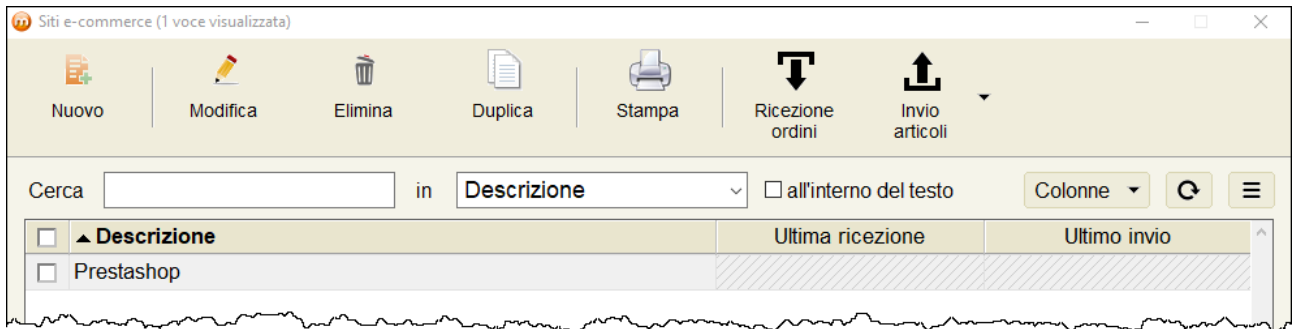 Siti e-commerce (1 voce visualizzata)
Nuovo Modifica Elimina Duplica Stampa Ricezione ordini Invio articoli
Cerca in Descrizione all'interno del testo Colonne
Descrizione Ultima ricezione Ultimo invio
Prestashop